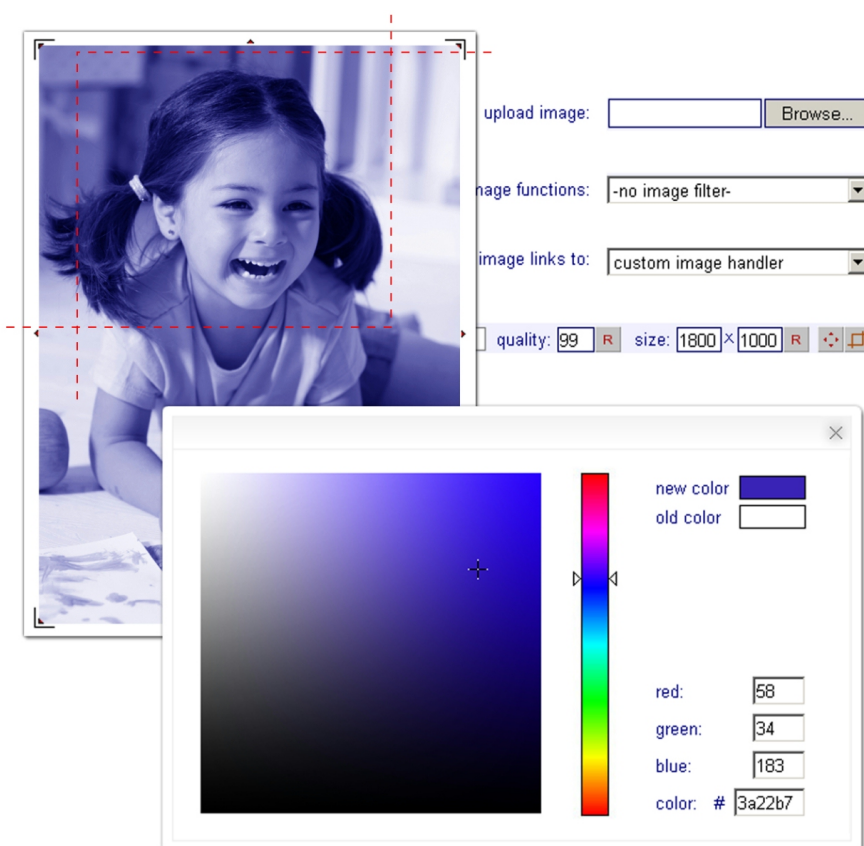 upload image:
Browse...
image functions:
-no image filter-
image links to:
custom image handler
quality: 99 R size: 1800 × 1000 R
new color
old color
red: 58
green: 34
blue: 183
color: # 3a22b7